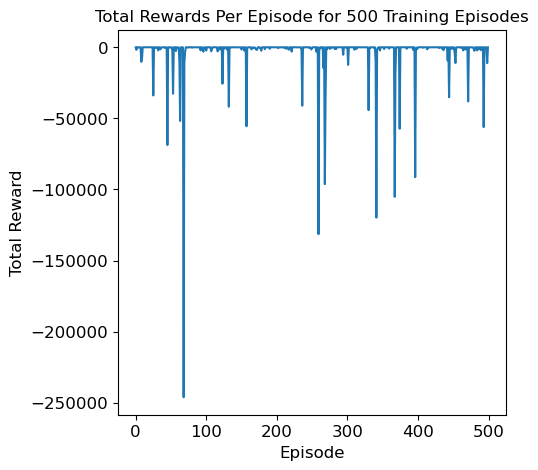 Total Rewards Per Episode for 500 Training Episodes
0
−50000
−100000
−150000
−200000
−250000
Total Reward
0 100 200 300 400 500
Episode